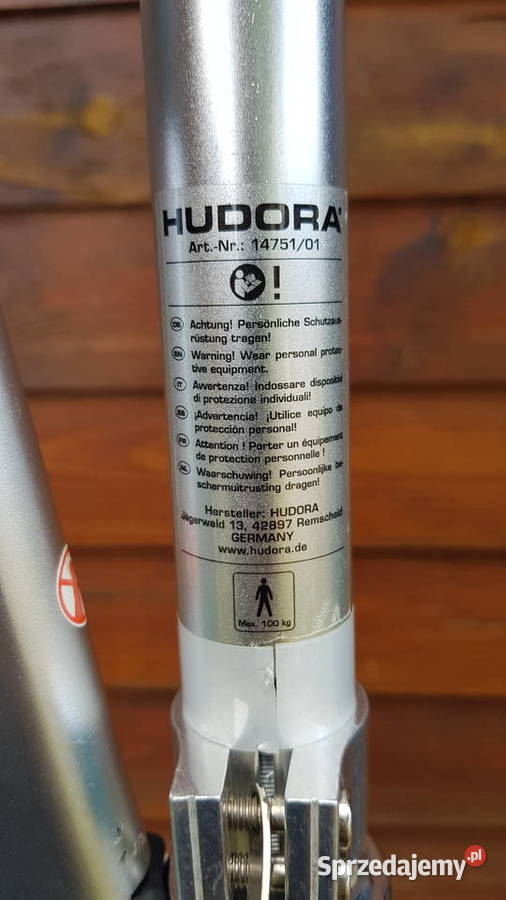 HUDORA
Art.-Nr.: 14751/01
!
DE Achtung! Persönliche Schutzaus-
rüstung tragen!
EN Warning! Wear personal protec-
tive equipment.
IT Avvertenza! Indossare dispositivi
di protezione individuali!
ES ¡Advertencia! ¡Utilice equipo de
protección personal!
FR Attention ! Porter un équipement
de protection personnelle !
NL Waarschuwing! Persoonlijke be-
schermuitrusting dragen!
Hersteller: HUDORA
Jägerwald 13, 42897 Remscheid
GERMANY
www.hudora.de
Max. 100 kg
Sprzedajemy.pl